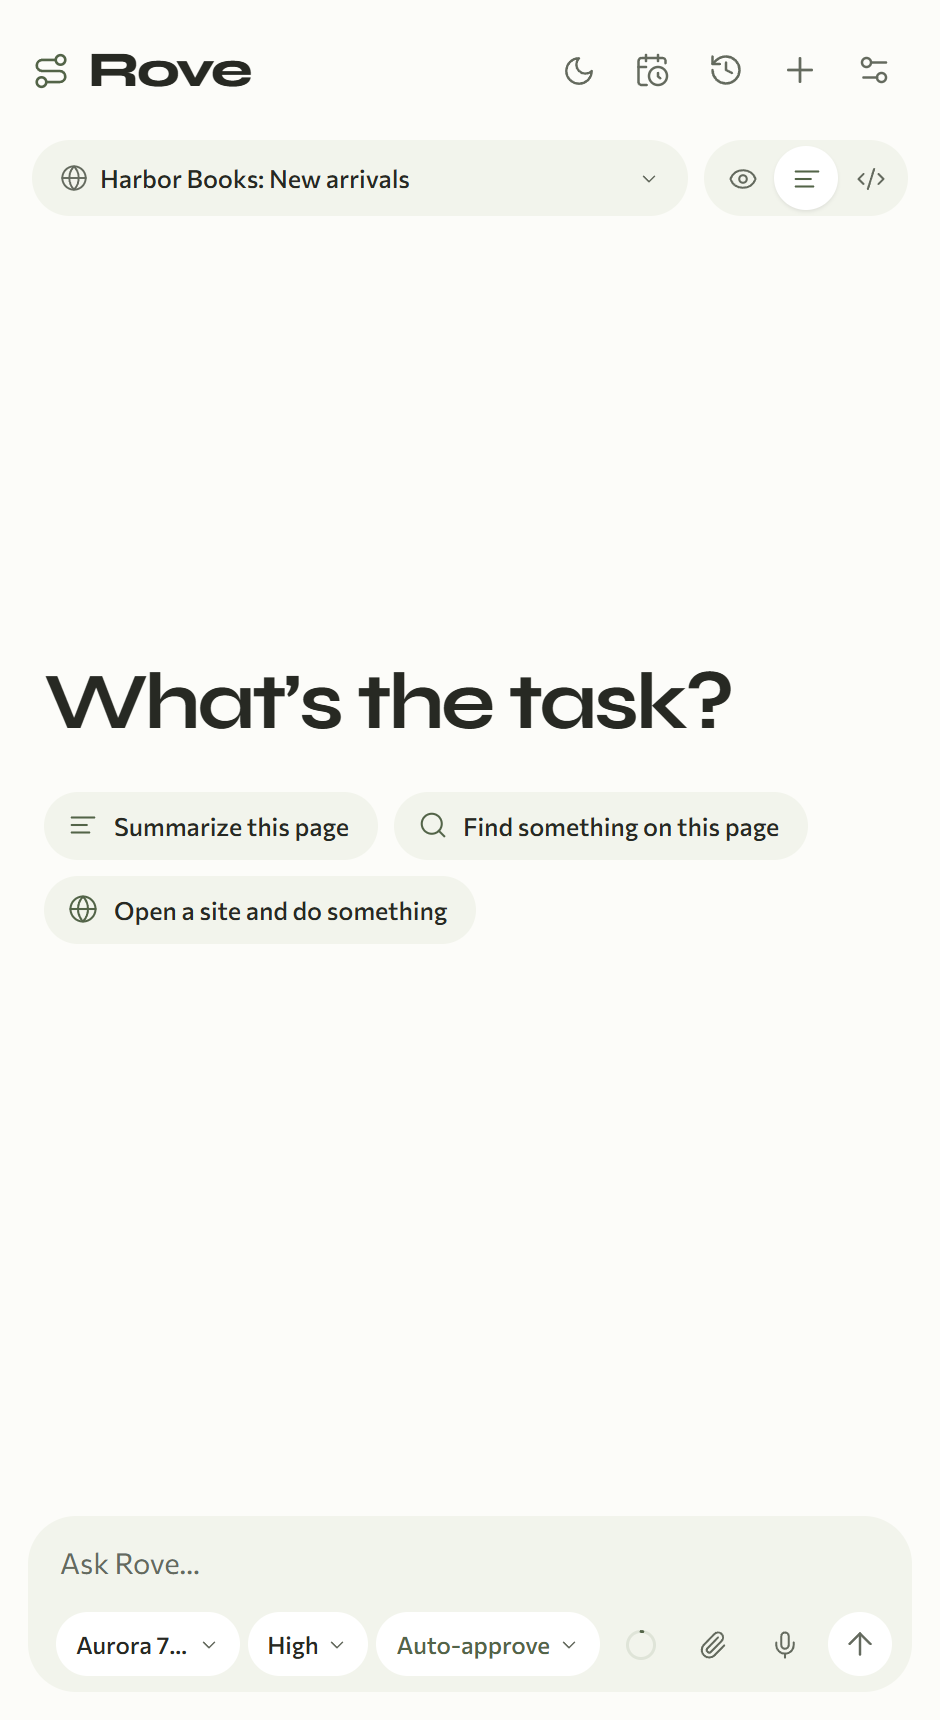 Rove
Harbor Books: New arrivals
What’s the task?
Summarize this page
Find something on this page
Open a site and do something
Ask Rove...
Aurora 7...
High
Auto-approve